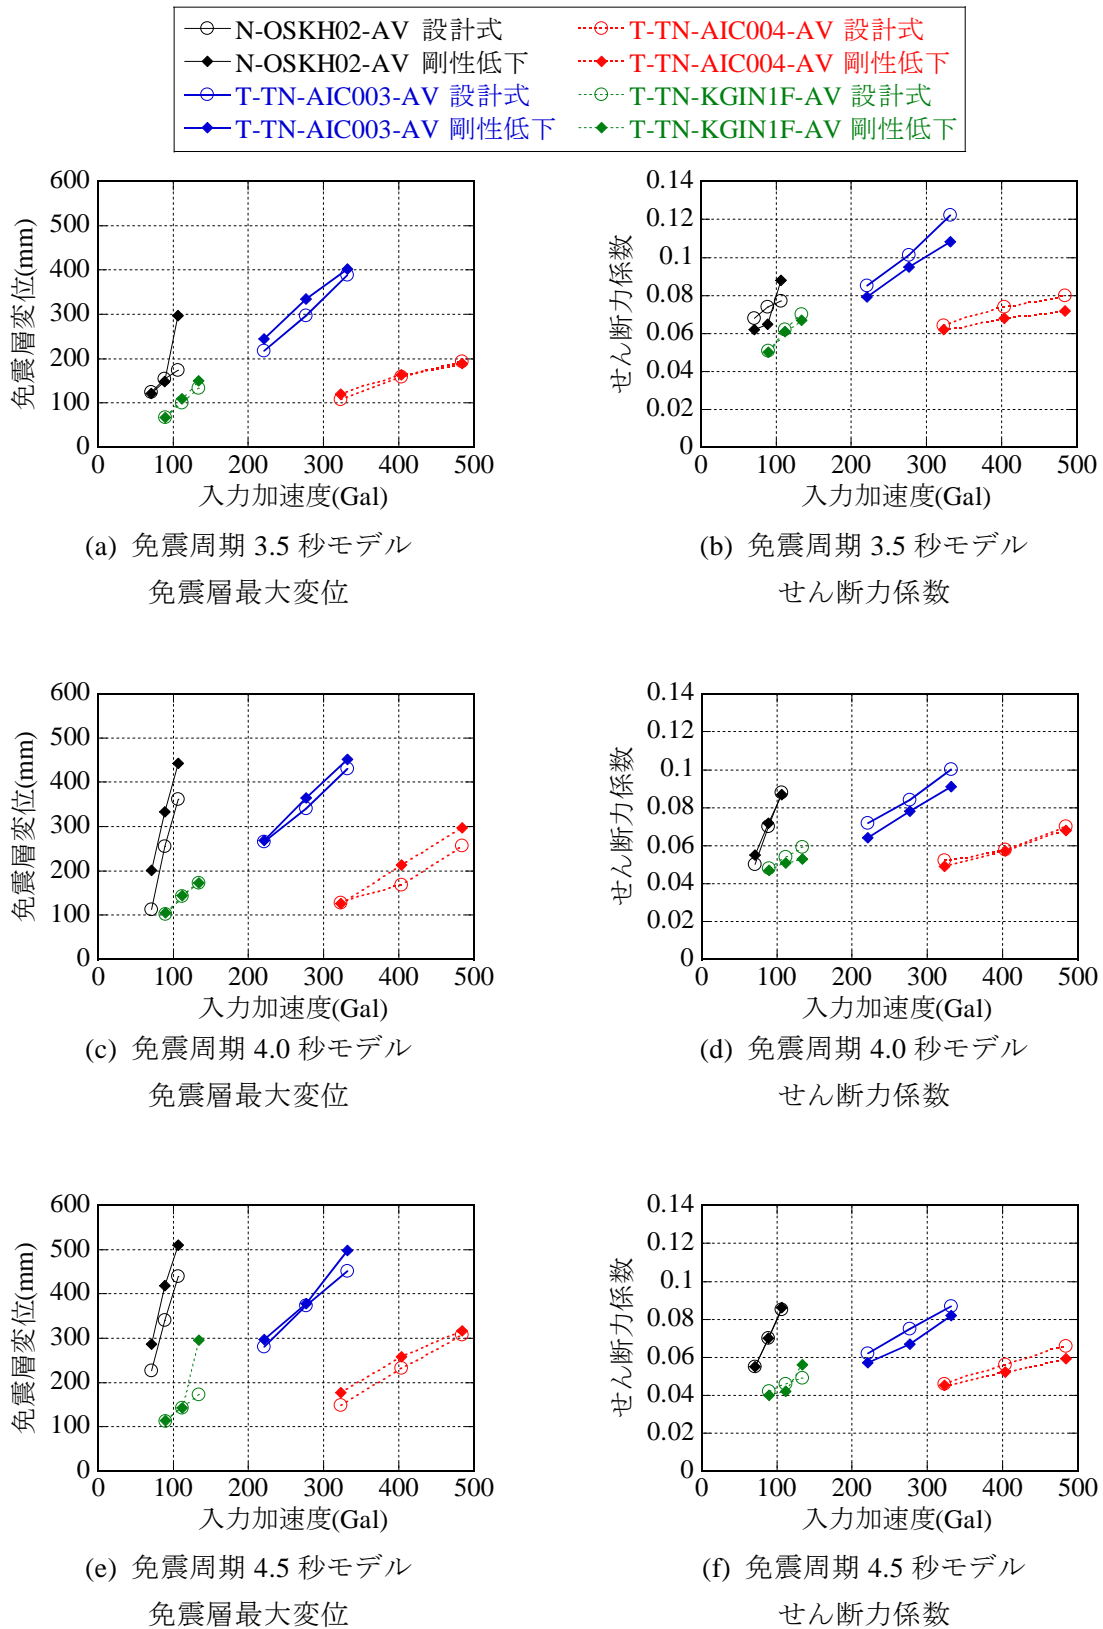 N-OSKH02-AV 設計式
N-OSKH02-AV 剛性低下
T-TN-AIC003-AV 設計式
T-TN-AIC003-AV 剛性低下
T-TN-AIC004-AV 設計式
T-TN-AIC004-AV 剛性低下
T-TN-KGIN1F-AV 設計式
T-TN-KGIN1F-AV 剛性低下
免震層変位(mm)
600
500
400
300
200
100
0
0 100 200 300 400 500
入力加速度(Gal)
(a) 免震周期 3.5 秒モデル
免震層最大変位
せん断力係数
0.14
0.12
0.1
0.08
0.06
0.04
0.02
0
0 100 200 300 400 500
入力加速度(Gal)
(b) 免震周期 3.5 秒モデル
せん断力係数
免震層変位(mm)
600
500
400
300
200
100
0
0 100 200 300 400 500
入力加速度(Gal)
(c) 免震周期 4.0 秒モデル
免震層最大変位
せん断力係数
0.14
0.12
0.1
0.08
0.06
0.04
0.02
0
0 100 200 300 400 500
入力加速度(Gal)
(d) 免震周期 4.0 秒モデル
せん断力係数
免震層変位(mm)
600
500
400
300
200
100
0
0 100 200 300 400 500
入力加速度(Gal)
(e) 免震周期 4.5 秒モデル
免震層最大変位
せん断力係数
0.14
0.12
0.1
0.08
0.06
0.04
0.02
0
0 100 200 300 400 500
入力加速度(Gal)
(f) 免震周期 4.5 秒モデル
せん断力係数